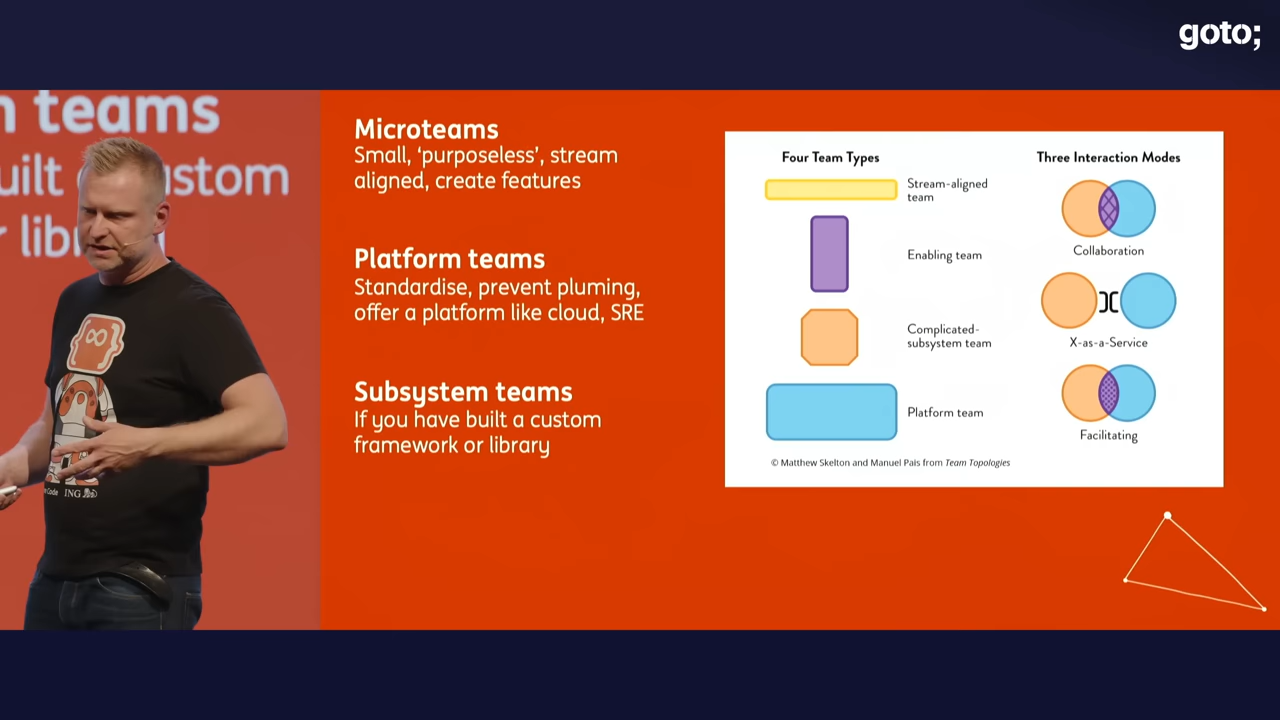 goto;
n teams
uilt
ustom
r lib
Code ING
Microteams
Small, ‘purposeless’, stream
aligned, create features
Platform teams
Standardise, prevent pluming,
offer a platform like cloud, SRE
Subsystem teams
If you have built a custom
framework or library
Four Team Types
Stream-aligned
team
Enabling team
Complicated-
subsystem team
Platform team
Three Interaction Modes
Collaboration
X-as-a-Service
Facilitating
© Matthew Skelton and Manuel Pais from Team Topologies